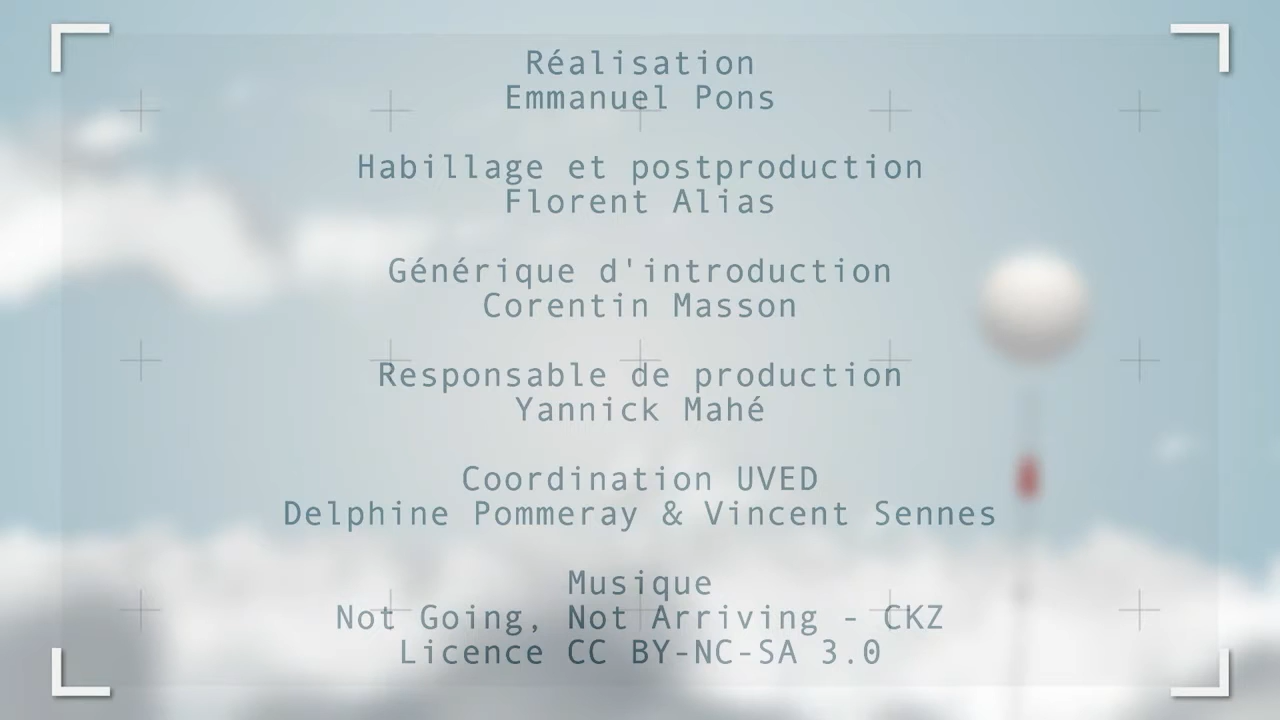 Réalisation
Emmanuel Pons
Habillage et postproduction
Florent Alias
Générique d'introduction
Corentin Masson
Responsable de production
Yannick Mahé
Coordination UVED
Delphine Pommeray & Vincent Sennes
Musique
Not Going, Not Arriving - CKZ
Licence CC BY-NC-SA 3.0